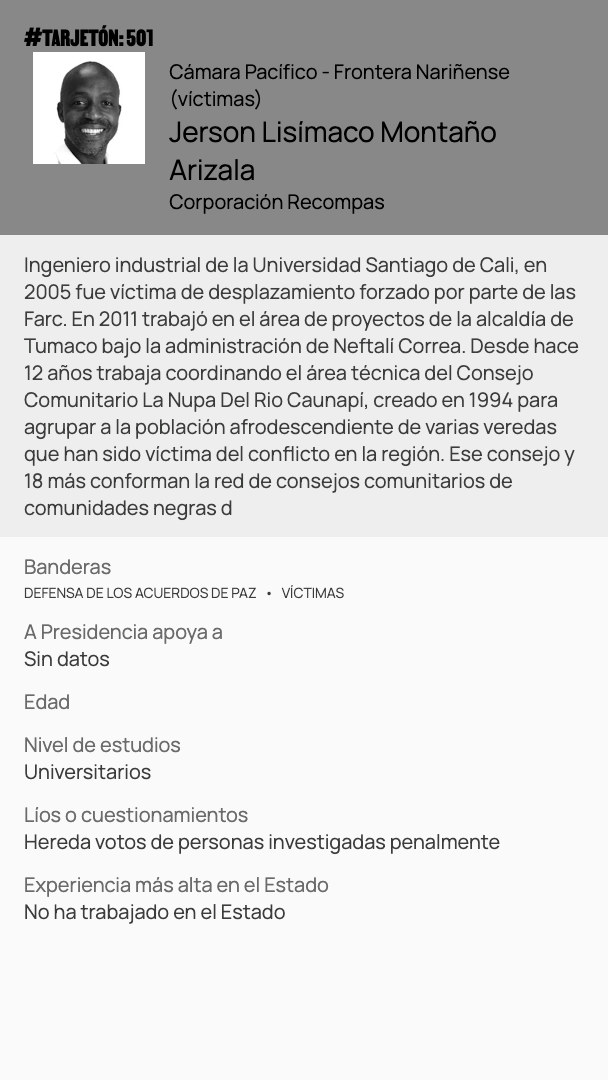 #TARJETÓN: 501
Cámara Pacífico - Frontera Nariñense
(víctimas)
Jerson Lisímaco Montaño
Arizala
Corporación Recompas
Ingeniero industrial de la Universidad Santiago de Cali, en
2005 fue víctima de desplazamiento forzado por parte de las
Farc. En 2011 trabajó en el área de proyectos de la alcaldía de
Tumaco bajo la administración de Neftalí Correa. Desde hace
12 años trabaja coordinando el área técnica del Consejo
Comunitario La Nupa Del Rio Caunapí, creado en 1994 para
agrupar a la población afrodescendiente de varias veredas
que han sido víctima del conflicto en la región. Ese consejo y
18 más conforman la red de consejos comunitarios de
comunidades negras d
Banderas
DEFENSA DE LOS ACUERDOS DE PAZ • VÍCTIMAS
A Presidencia apoya a
Sin datos
Edad
Nivel de estudios
Universitarios
Líos o cuestionamientos
Hereda votos de personas investigadas penalmente
Experiencia más alta en el Estado
No ha trabajado en el Estado